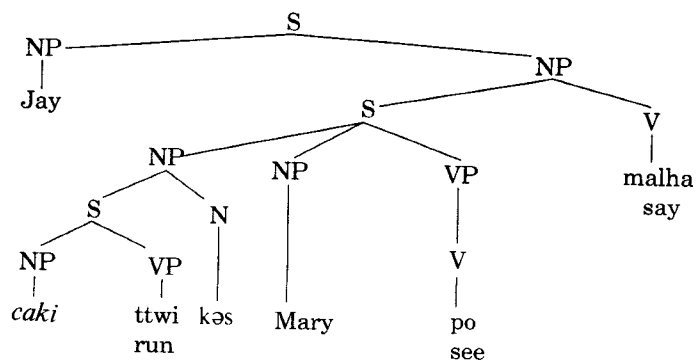 S
NP
NP
Jay
S
V
NP
NP
VP
malha
say
S
N
NP
VP
V
caki
ttwi
kəs
Mary
po
run
see